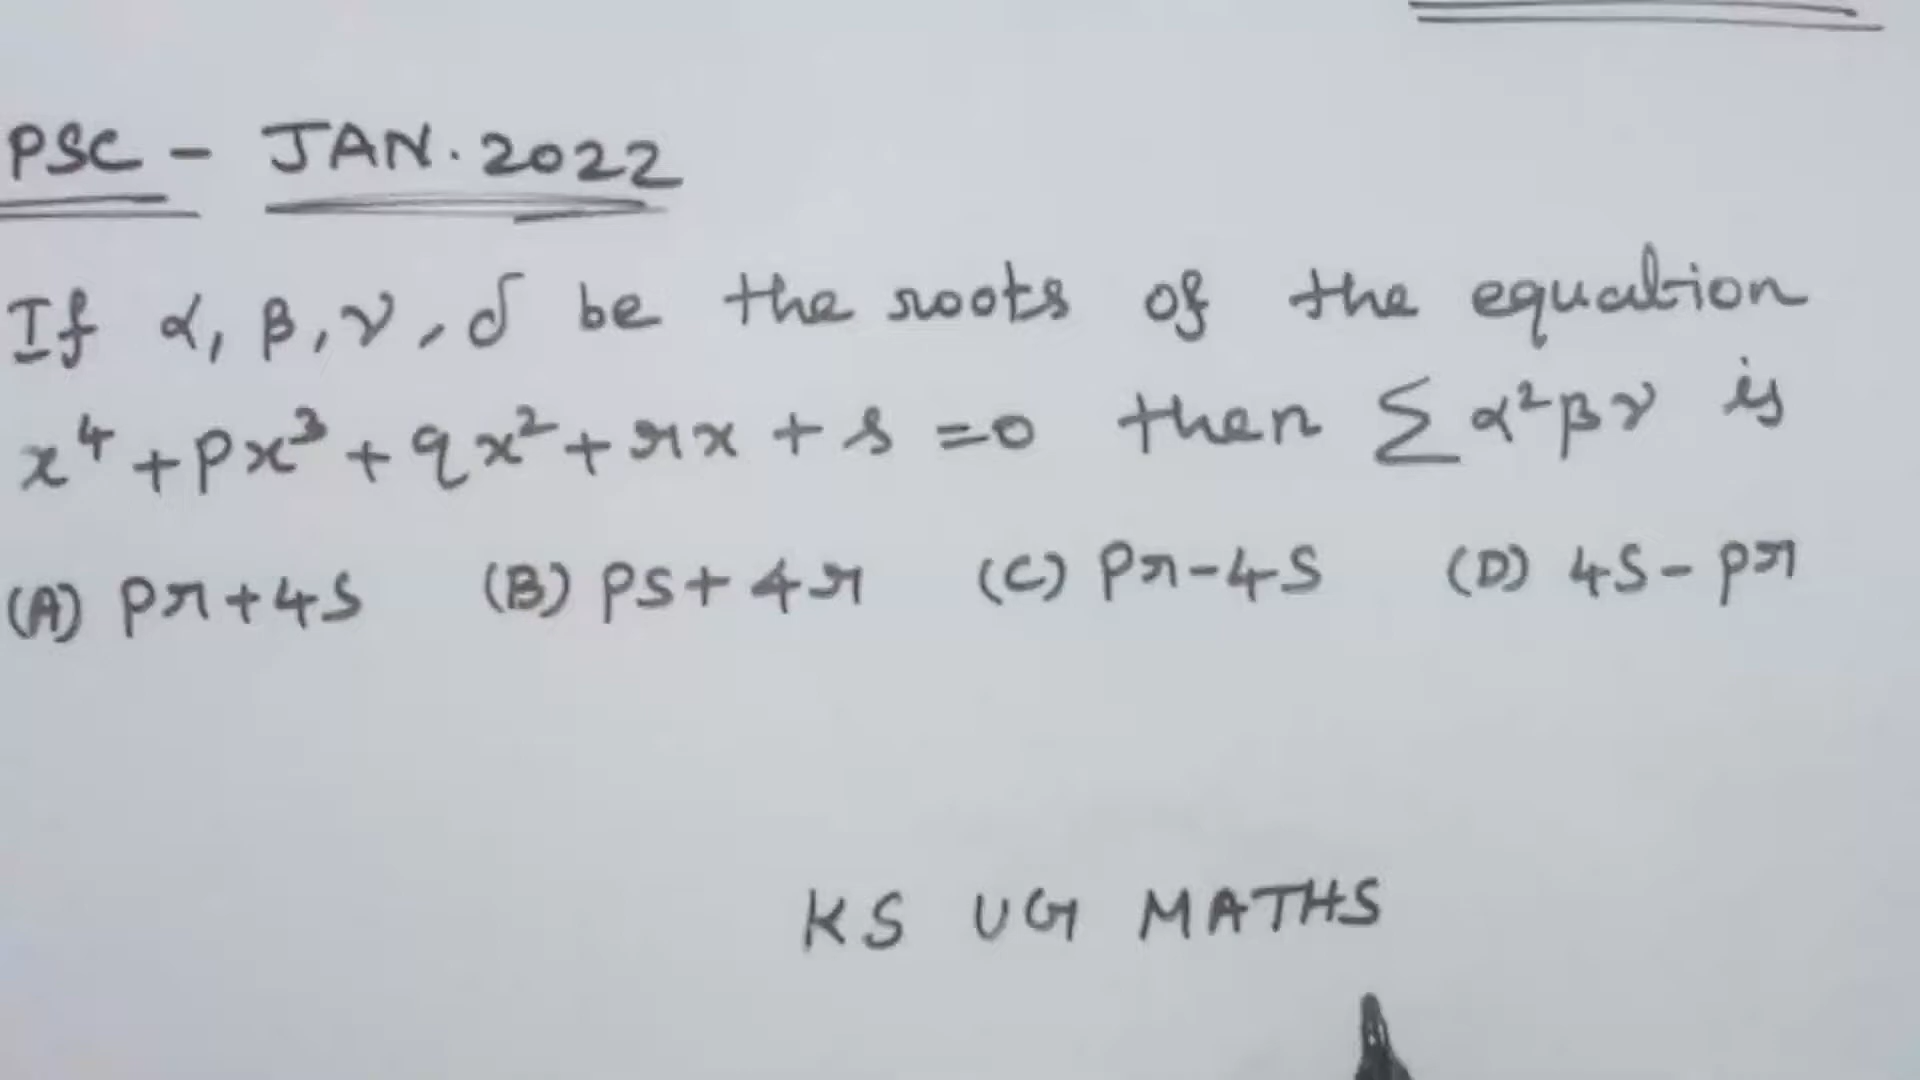 PSC - JAN. 2022
If α, β, γ, δ be the roots of the equation
x⁴ + px³ + qx² + rx + s = 0 then Σ α²βγ is
(A) pr + 4s (B) ps + 4r (C) pr - 4s (D) 4s - pr
KS UG MATHS